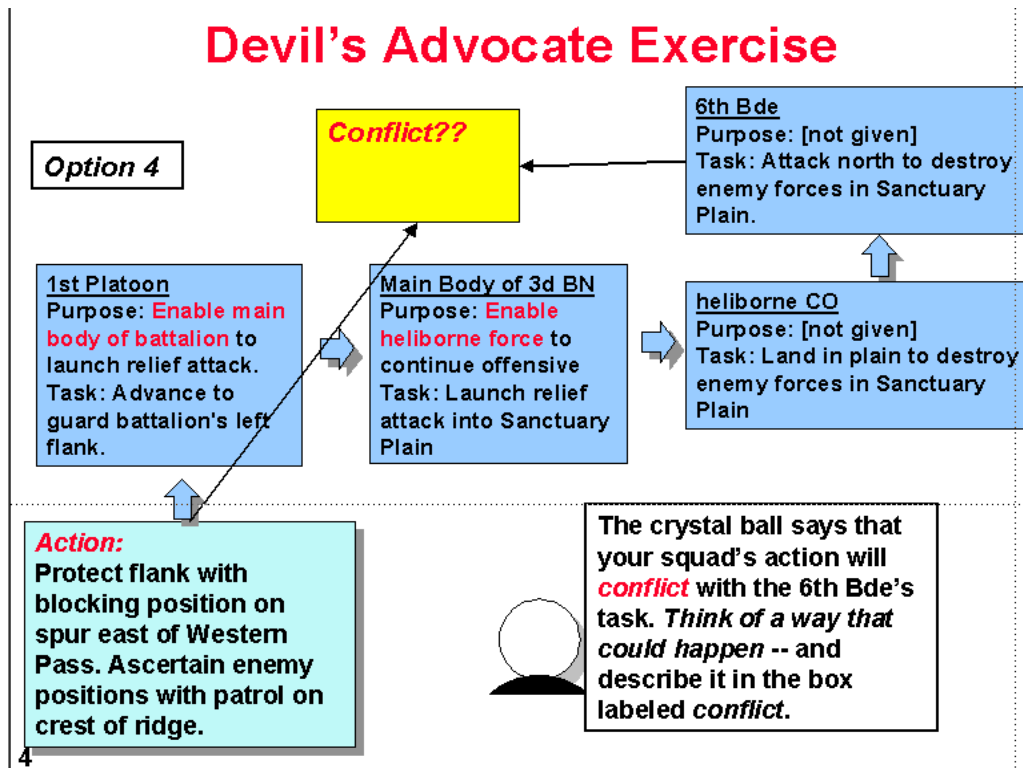 Devil's Advocate Exercise
Option 4
Conflict??
6th Bde
Purpose: [not given]
Task: Attack north to destroy
enemy forces in Sanctuary
Plain.
1st Platoon
Purpose: Enable main
body of battalion to
launch relief attack.
Task: Advance to
guard battalion's left
flank.
Main Body of 3d BN
Purpose: Enable
heliborne force to
continue offensive
Task: Launch relief
attack into Sanctuary
Plain
heliborne CO
Purpose: [not given]
Task: Land in plain to destroy
enemy forces in Sanctuary
Plain
Action:
Protect flank with
blocking position on
spur east of Western
Pass. Ascertain enemy
positions with patrol on
crest of ridge.
The crystal ball says that
your squad's action will
conflict with the 6th Bde's
task. Think of a way that
could happen -- and
describe it in the box
labeled conflict.
4